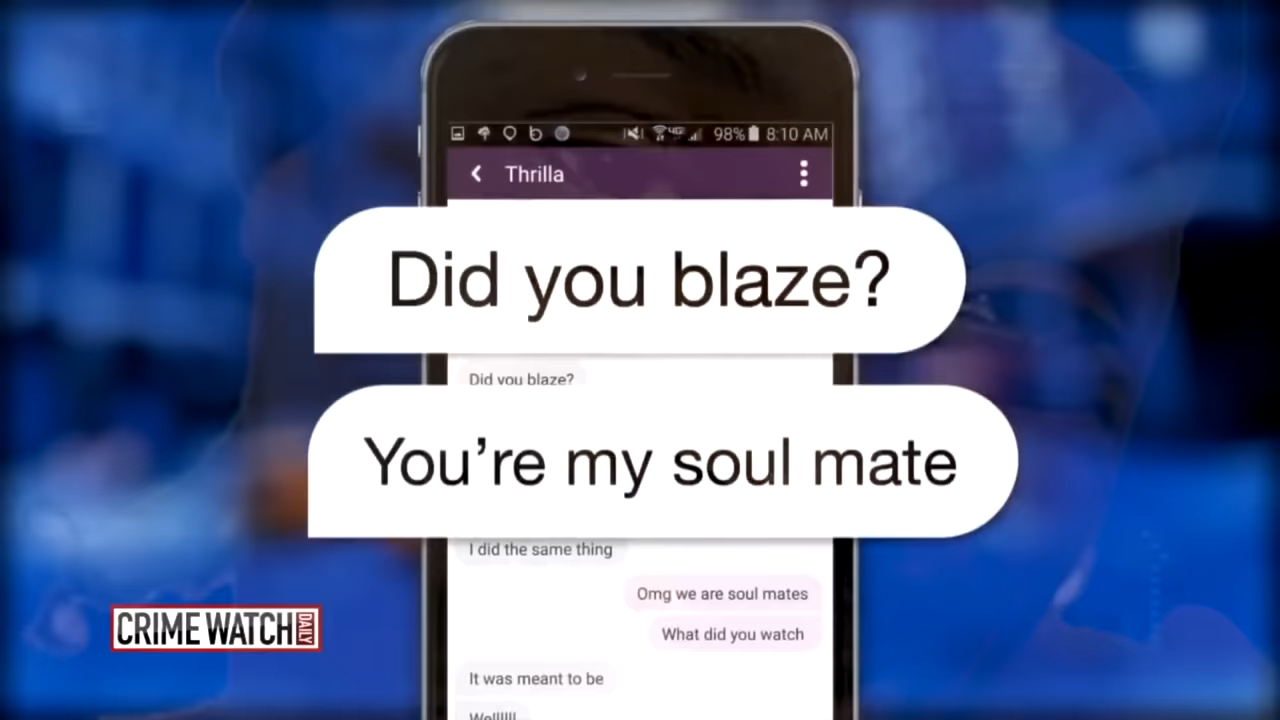 98% 8:10 AM
Thrilla
Did you blaze?
Did you blaze?
You’re my soul mate
I did the same thing
Omg we are soul mates
What did you watch
It was meant to be
Wellllll
CRIME WATCH DAILY